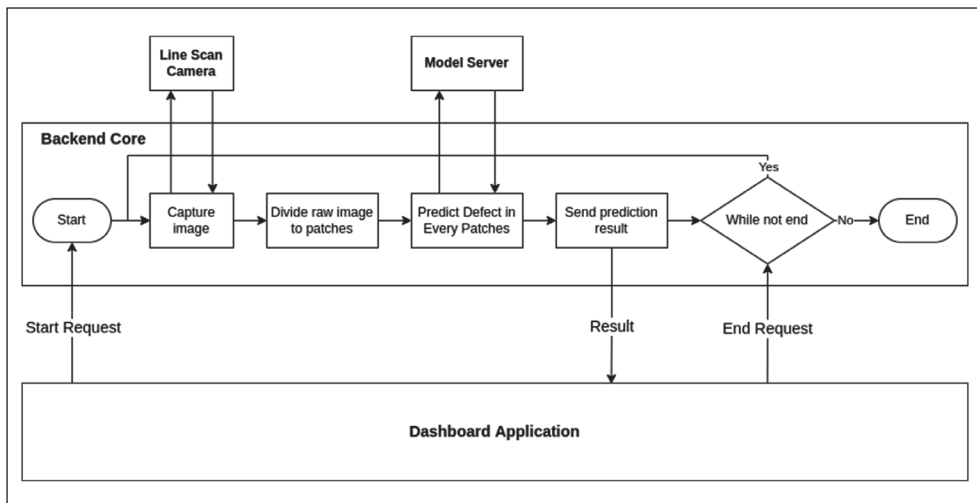 Line Scan
Camera
Model Server
Backend Core
Yes
Start
Capture
image
Divide raw image
to patches
Predict Defect in
Every Patches
Send prediction
result
While not end
No
End
Start Request
Result
End Request
Dashboard Application